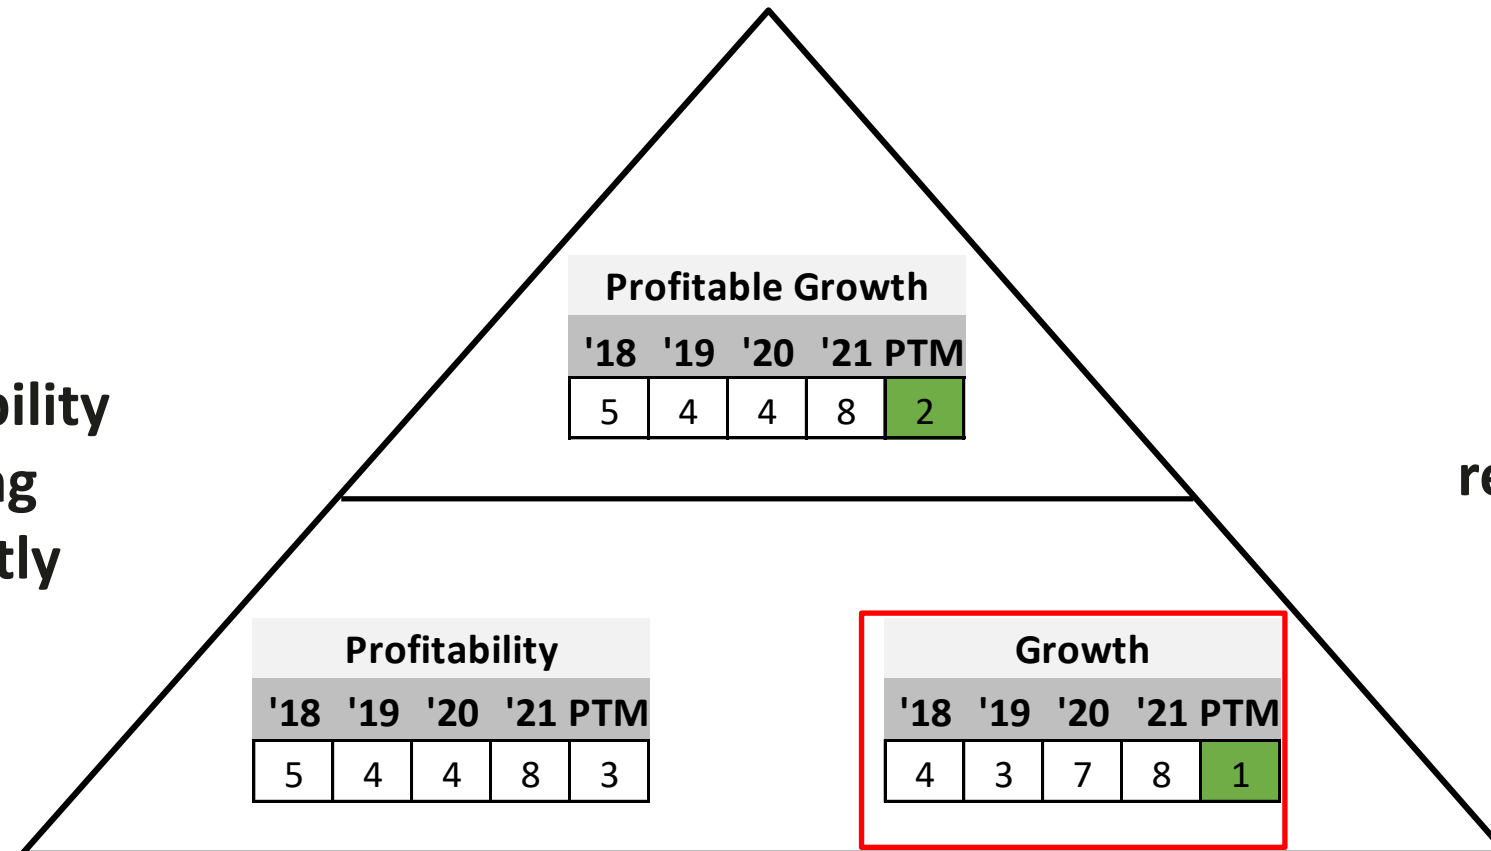 Profitable Growth
'18 '19 '20 '21 PTM
5 4 4 8 2
Profitability
'18 '19 '20 '21 PTM
5 4 4 8 3
Growth
'18 '19 '20 '21 PTM
4 3 7 8 1